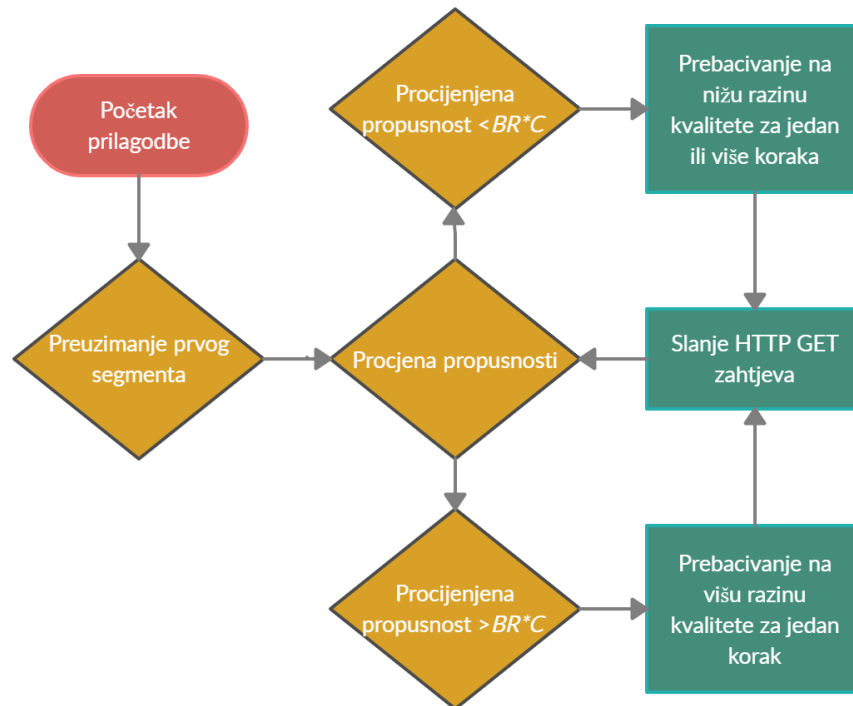 Početak
prilagodbe
Preuzimanje prvog
segmenta
Procjena propusnosti
Procijenjena
propusnost <BR*C
Prebacivanje na
nižu razinu
kvalitete za jedan
ili više koraka
Slanje HTTP GET
zahtjeva
Procijenjena
propusnost >BR*C
Prebacivanje na
višu razinu
kvalitete za jedan
korak